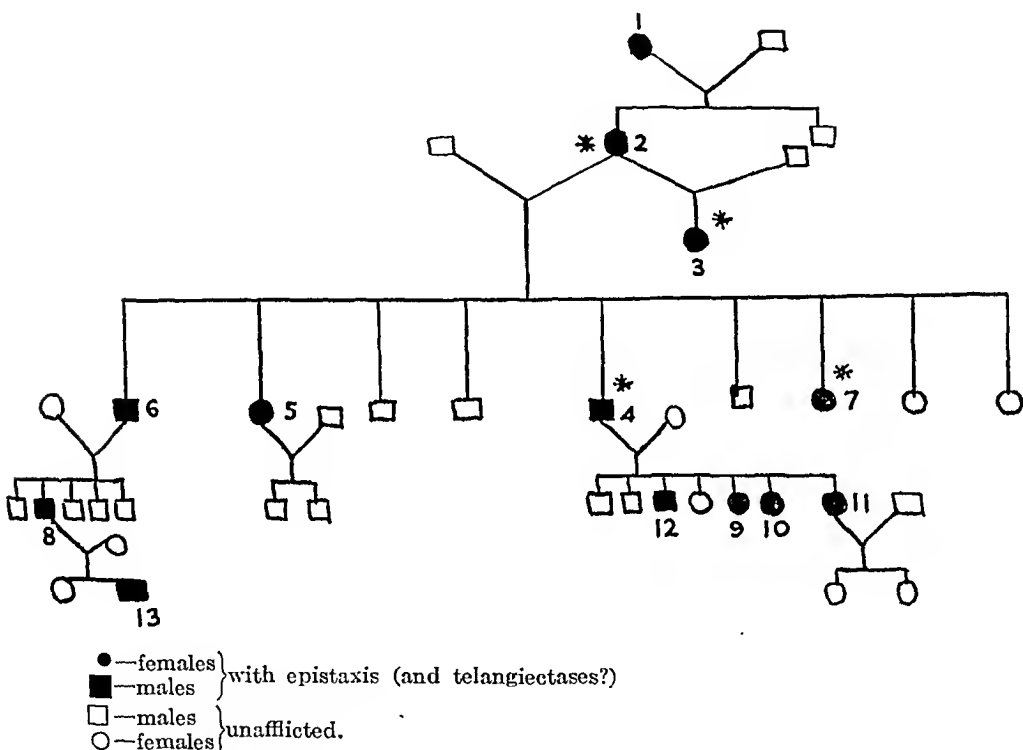 1
* 2
*
3
6
5
*
4
*
7
8
12
9
10
11
13
●—females
■—males
} with epistaxis (and telangiectases?)
□—males
○—females
} unafflicted.